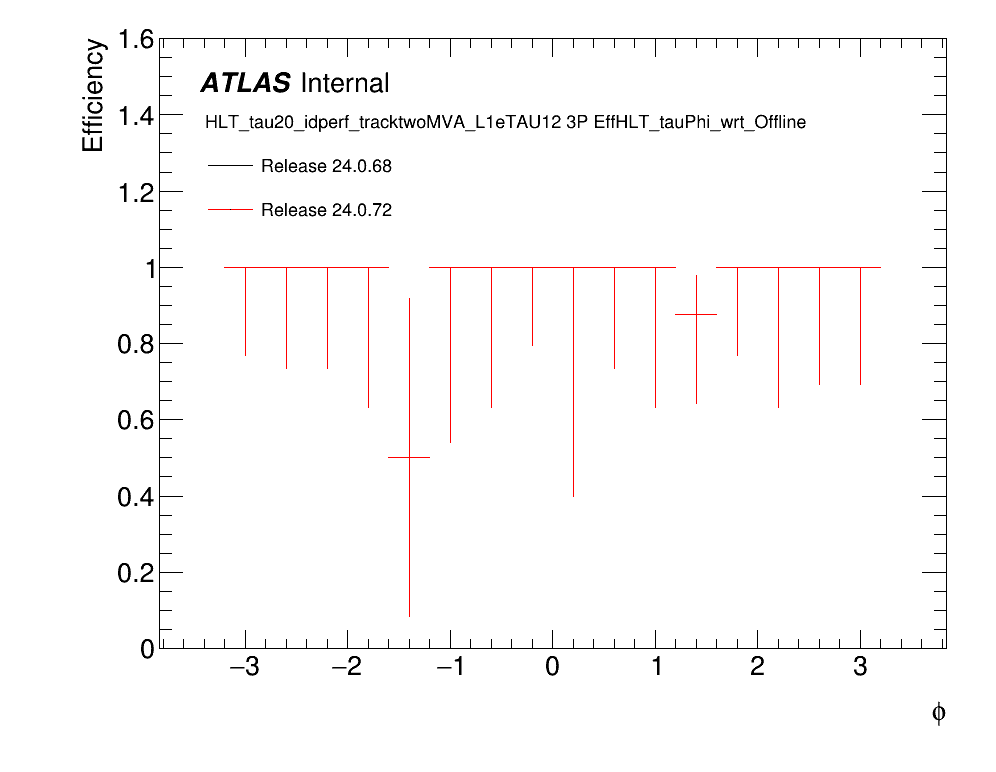 Efficiency
1.6
1.4
1.2
1
0.8
0.6
0.4
0.2
0
ATLAS Internal
HLT_tau20_idperf_tracktwoMVA_L1eTAU12 3P EffHLT_tauPhi_wrt_Offline
Release 24.0.68
Release 24.0.72
−3 −2 −1 0 1 2 3
ϕ